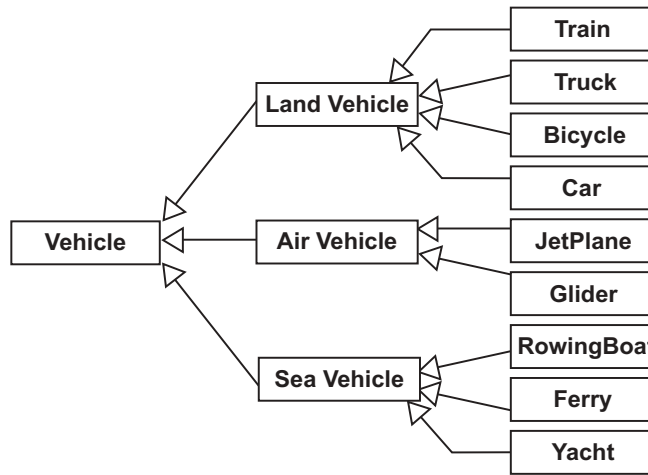 Train
Truck
Land Vehicle
Bicycle
Car
Vehicle
Air Vehicle
JetPlane
Glider
RowingBoat
Sea Vehicle
Ferry
Yacht